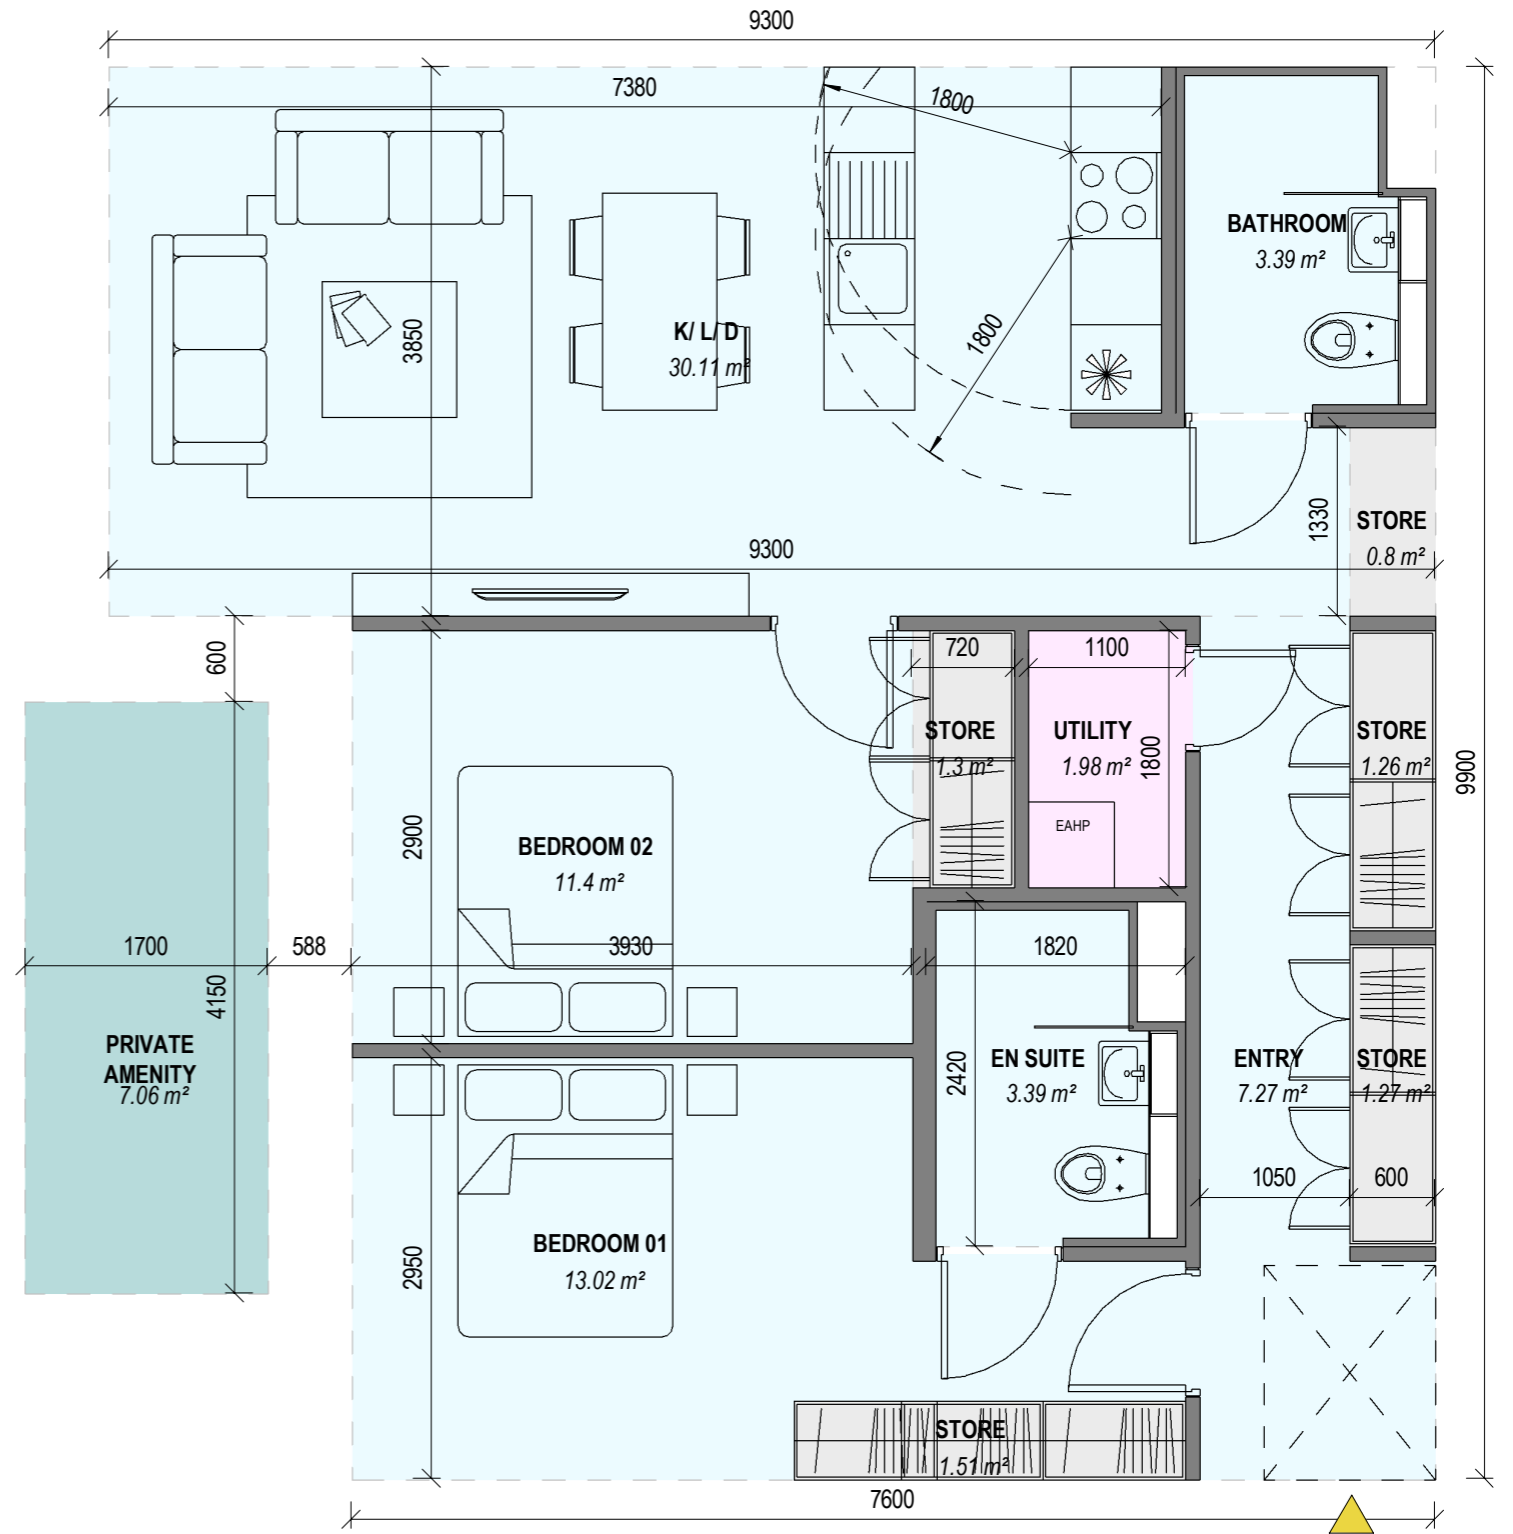 9300
7380
1800
BATHROOM
3.39 m²
3850
K/ L/ D
30.11 m²
1800
1330
STORE
0.8 m²
9300
600
720
1100
STORE
1.3 m²
UTILITY
1.98 m²
1800
STORE
1.26 m²
9900
EAHP
2900
BEDROOM 02
11.4 m²
1700
588
3930
1820
4150
PRIVATE
AMENITY
7.06 m²
2420
EN SUITE
3.39 m²
ENTRY
7.27 m²
STORE
1.27 m²
1050
600
BEDROOM 01
13.02 m²
2950
STORE
1.51 m²
7600